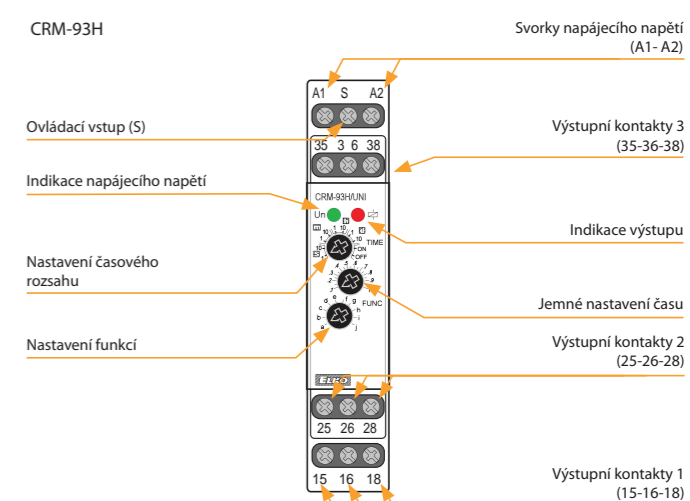 CRM-93H
Svorky napájecího napětí
(A1- A2)
A1 S A2
Ovládací vstup (S)
Výstupní kontakty 3
(35-36-38)
35 3 6 38
Indikace napájecího napětí
CRM-93H/UNI
Un
Indikace výstupu
TIME
ON
OFF
Nastavení časového
rozsahu
Jemné nastavení času
FUNC
a b c d e f g h i j
Nastavení funkcí
Výstupní kontakty 2
(25-26-28)
ELKO
25 26 28
Výstupní kontakty 1
(15-16-18)
15 16 18